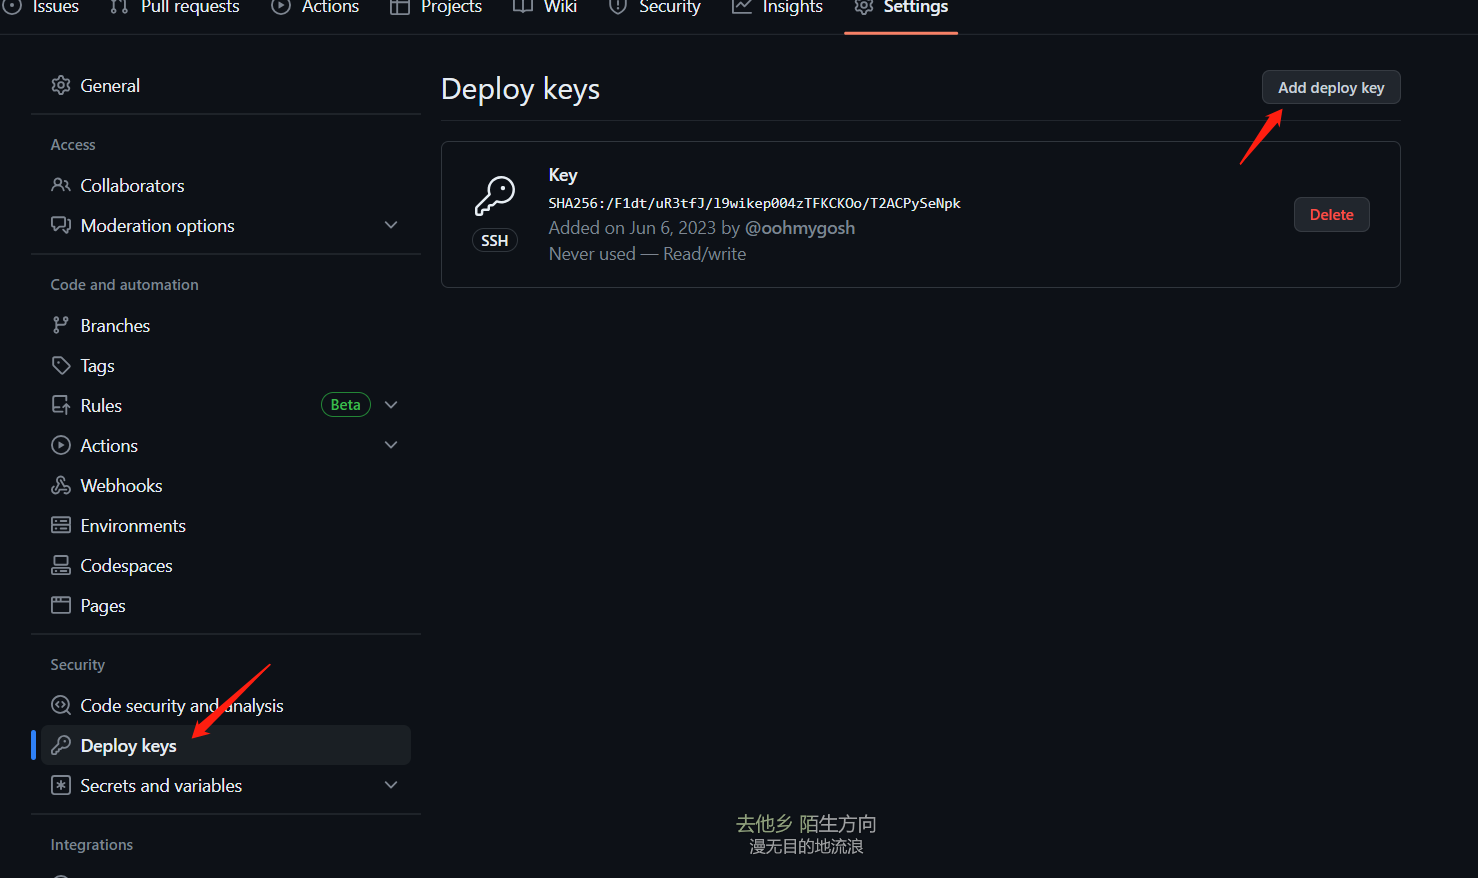 Issues Pull requests Actions Projects Wiki Security Insights Settings
General
Access
Collaborators
Moderation options
Code and automation
Branches
Tags
Rules Beta
Actions
Webhooks
Environments
Codespaces
Pages
Security
Code security and analysis
Deploy keys
Secrets and variables
Integrations
Deploy keys
Add deploy key
Key
SHA256:/F1dt/uR3tfJ/l9wikep004zTFKCKOo/T2ACPySeNpk
Added on Jun 6, 2023 by @oohmygosh
Never used — Read/write
SSH
Delete
去他乡 陌生方向
漫无目的地流浪